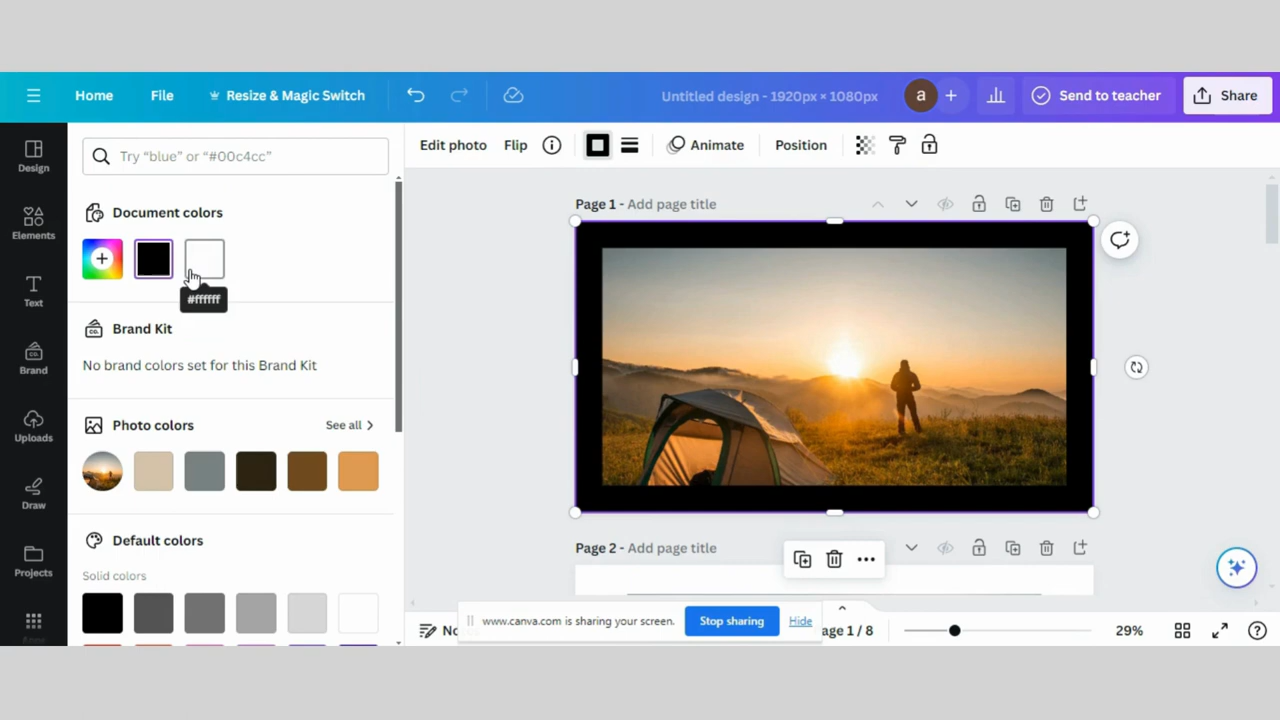 Home
File
Resize & Magic Switch
Untitled design - 1920px × 1080px
a
Send to teacher
Share
Design
Elements
Text
Brand
Uploads
Draw
Projects
Try “blue” or “#00c4cc”
Document colors
#ffffff
Brand Kit
No brand colors set for this Brand Kit
Photo colors
See all
Default colors
Solid colors
Edit photo
Flip
Animate
Position
Page 1 - Add page title
Page 2 - Add page title
www.canva.com is sharing your screen.
Stop sharing
Hide
age 1 / 8
29%